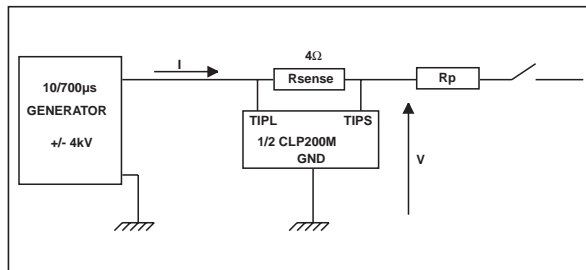 4Ω
I
Rsense
Rp
10/700µs
GENERATOR
+/- 4kV
TIPL TIPS
1/2 CLP200M
GND
V